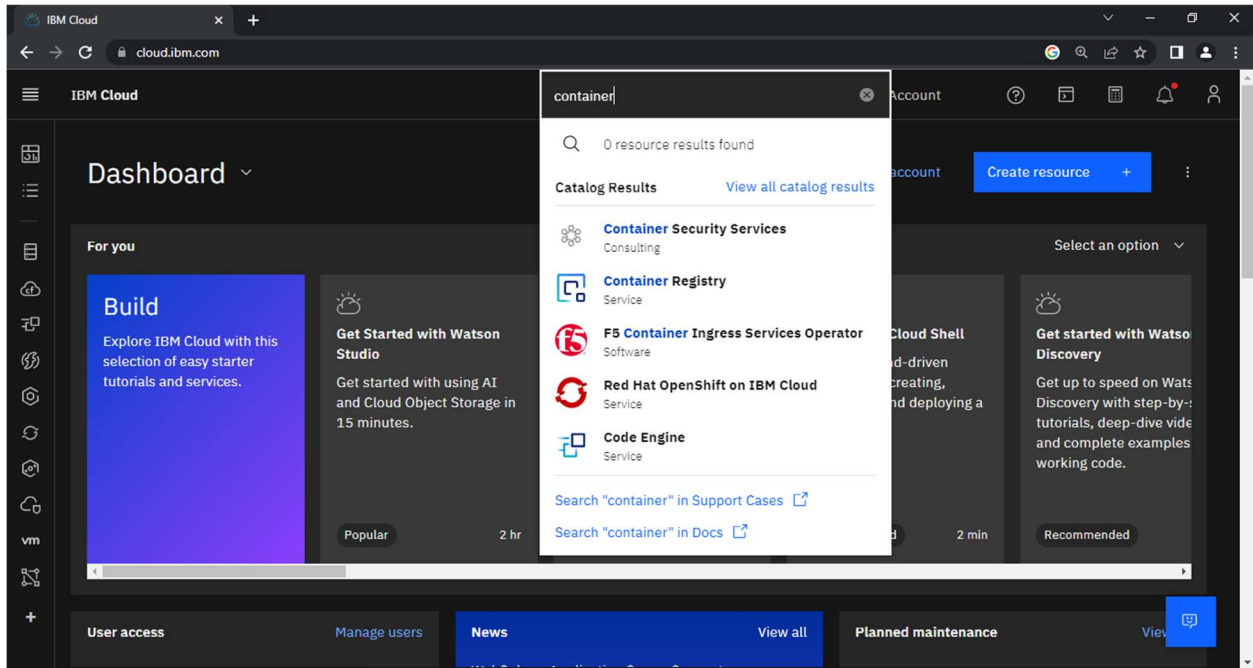 IBM Cloud
cloud.ibm.com
IBM Cloud
container
Account
0 resource results found
Dashboard
account
Create resource +
Catalog Results
View all catalog results
Container Security Services
Consulting
Container Registry
Service
F5 Container Ingress Services Operator
Software
Red Hat OpenShift on IBM Cloud
Service
Code Engine
Service
Search "container" in Support Cases
Search "container" in Docs
For you
Select an option
Build
Explore IBM Cloud with this
selection of easy starter
tutorials and services.
Get Started with Watson
Studio
Get started with using AI
and Cloud Object Storage in
15 minutes.
Popular
2 hr
Cloud Shell
d-driven
creating,
nd deploying a
2 min
Get started with Watso
Discovery
Get up to speed on Wats
Discovery with step-by-
tutorials, deep-dive vide
and complete examples
working code.
Recommended
vm
User access
Manage users
News
View all
Planned maintenance
View